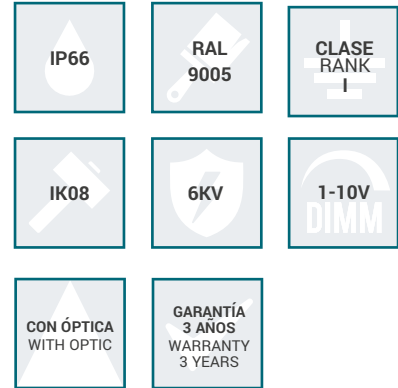 IP66
RAL
9005
CLASE
RANK
I
IK08
6KV
1-10V
DIMM
CON ÓPTICA
WITH OPTIC
GARANTÍA
3 AÑOS
WARRANTY
3 YEARS